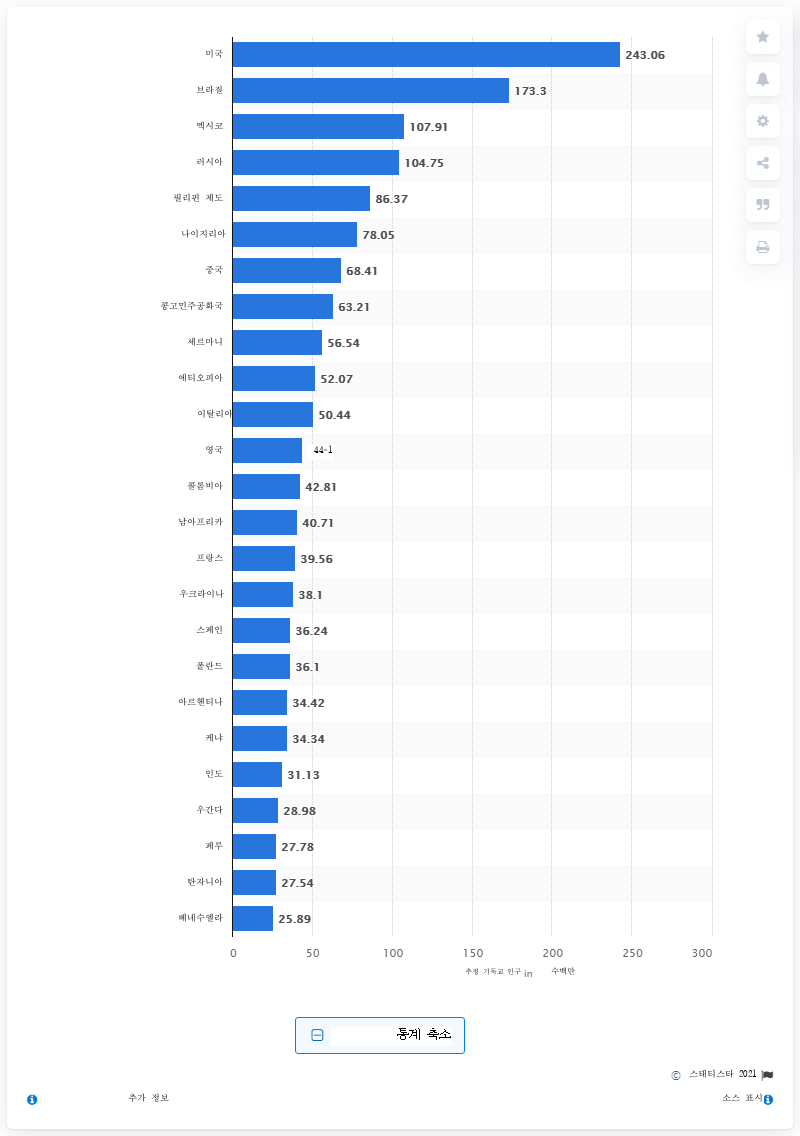 미국 243.06
브라질 173.3
멕시코 107.91
러시아 104.75
필리핀 제도 86.37
나이지리아 78.05
중국 68.41
콩고민주공화국 63.21
세르마니 56.54
에티오피아 52.07
이탈리아 50.44
영국 44-1
콜롬비아 42.81
남아프리카 40.71
프랑스 39.56
우크라이나 38.1
스페인 36.24
폴란드 36.1
아르헨티나 34.42
케냐 34.34
인도 31.13
우간다 28.98
페루 27.78
탄자니아 27.54
베네수엘라 25.89
0 50 100 150 200 250 300
추정 기독교 인구 in 수백만
통계 축소
© 스태티스타 2021
추가 정보 소스 표시